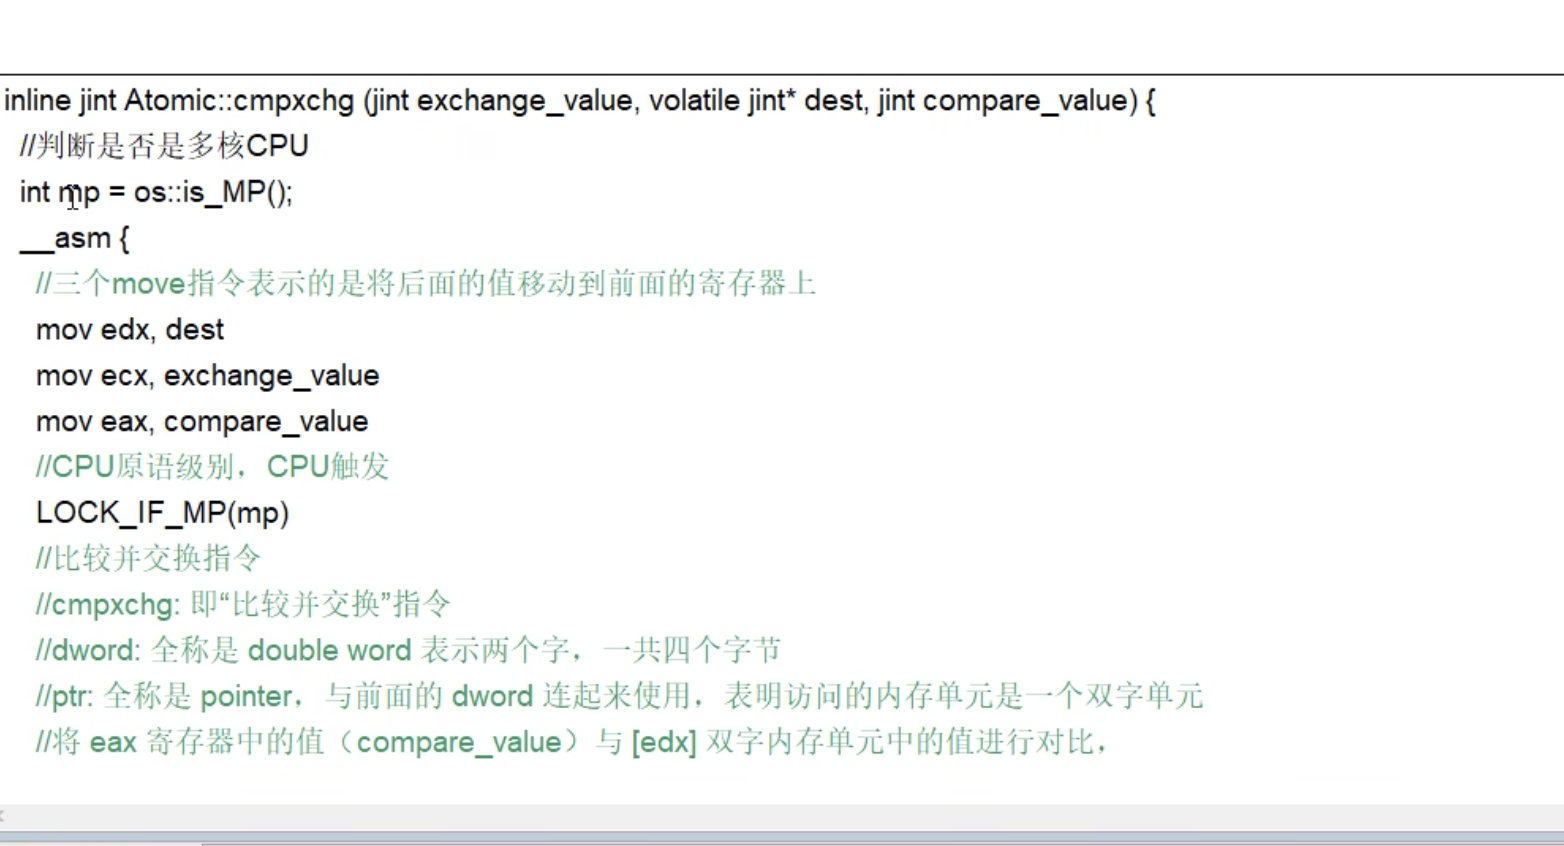 inline jint Atomic::cmpxchg (jint exchange_value, volatile jint* dest, jint compare_value) {
//判断是否是多核CPU
int mp = os::is_MP();
__asm {
//三个move指令表示的是将后面的值移动到前面的寄存器上
mov edx, dest
mov ecx, exchange_value
mov eax, compare_value
//CPU原语级别，CPU触发
LOCK_IF_MP(mp)
//比较并交换指令
//cmpxchg: 即“比较并交换”指令
//dword: 全称是 double word 表示两个字，一共四个字节
//ptr: 全称是 pointer，与前面的 dword 连起来使用，表明访问的内存单元是一个双字单元
//将 eax 寄存器中的值（compare_value）与 [edx] 双字内存单元中的值进行对比，